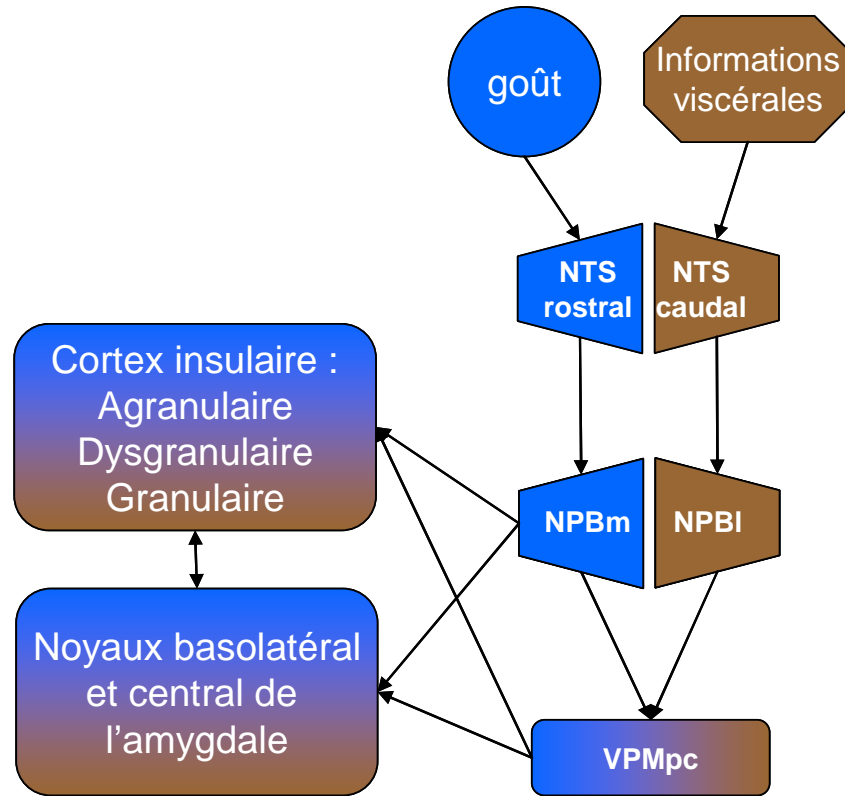 goût
Informations
viscérales
NTS
rostral
NTS
caudal
Cortex insulaire :
Agranulaire
Dysgranulaire
Granulaire
NPBm
NPBl
Noyaux basolatéral
et central de
l’amygdale
VPMpc